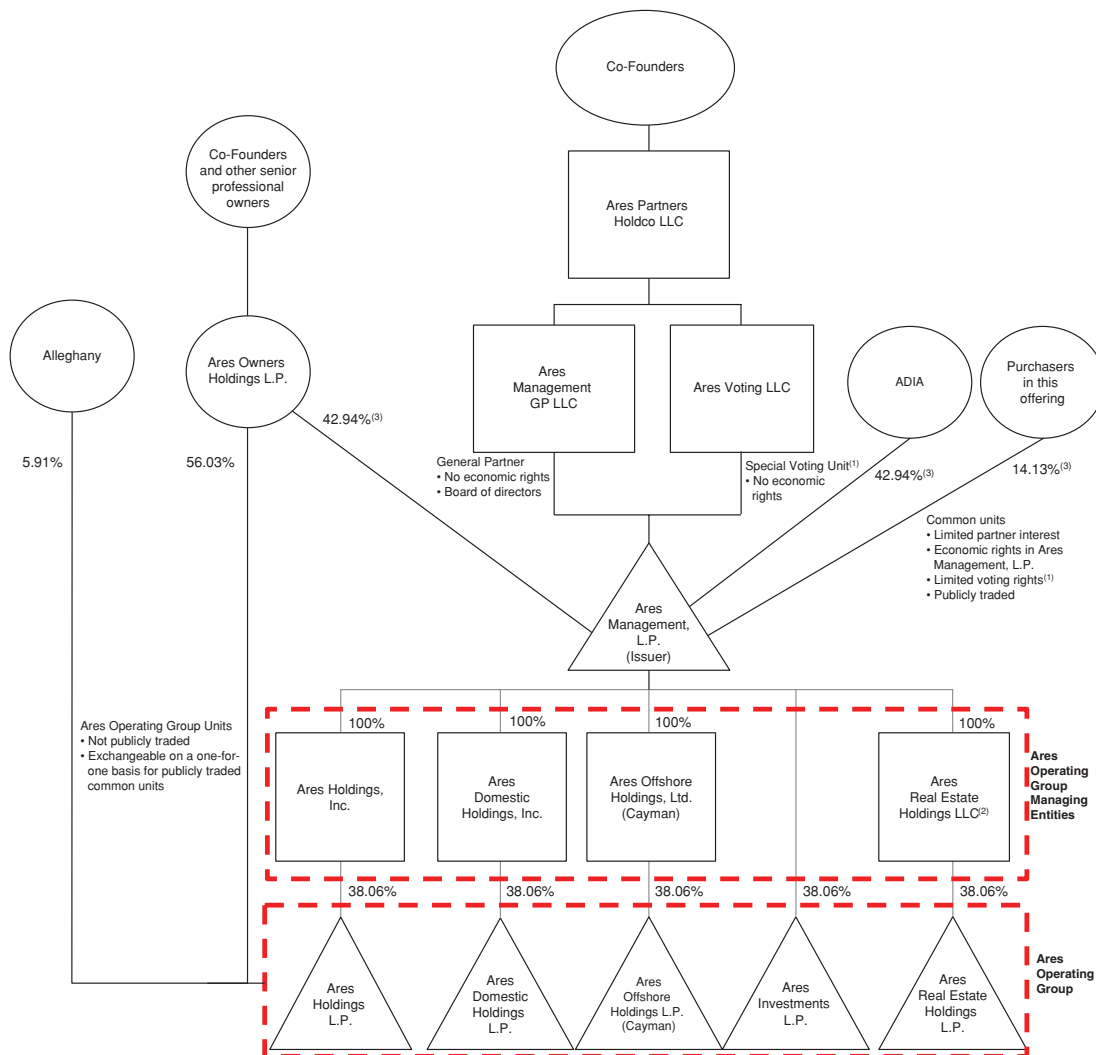 Co-Founders
Co-Founders
and other senior
professional
owners
Ares Partners
Holdco LLC
Alleghany
Ares Owners
Holdings L.P.
Ares
Management
GP LLC
Ares Voting LLC
ADIA
Purchasers
in this
offering
42.94%(3)
5.91%
56.03%
General Partner
• No economic rights
• Board of directors
Special Voting Unit(1)
• No economic
rights
42.94%(3)
14.13%(3)
Common units
• Limited partner interest
• Economic rights in Ares
Management, L.P.
• Limited voting rights(1)
• Publicly traded
Ares
Management,
L.P.
(Issuer)
Ares Operating Group Units
• Not publicly traded
• Exchangeable on a one-for-
one basis for publicly traded
common units
100%
100%
100%
100%
Ares Holdings,
Inc.
Ares
Domestic
Holdings, Inc.
Ares Offshore
Holdings, Ltd.
(Cayman)
Ares
Real Estate
Holdings LLC(2)
Ares
Operating
Group
Managing
Entities
38.06%
38.06%
38.06%
38.06%
38.06%
Ares
Holdings
L.P.
Ares
Domestic
Holdings
L.P.
Ares
Offshore
Holdings L.P.
(Cayman)
Ares
Investments
L.P.
Ares
Real Estate
Holdings
L.P.
Ares
Operating
Group